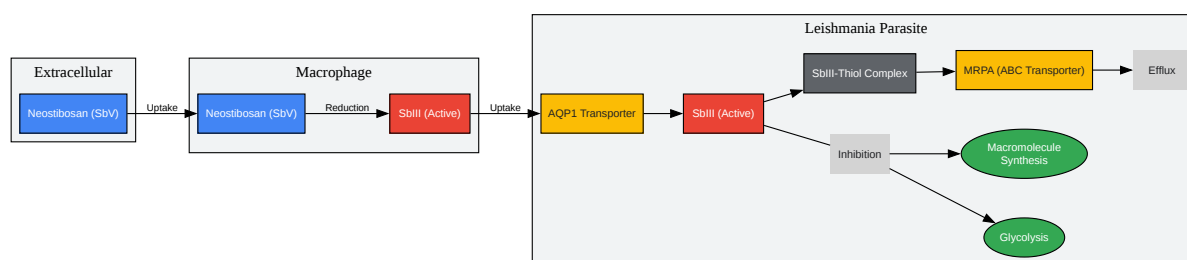 Extracellular
Neostibosan (SbV)
Uptake
Macrophage
Neostibosan (SbV)
Reduction
SbIII (Active)
Uptake
Leishmania Parasite
AQP1 Transporter
SbIII (Active)
SbIII-Thiol Complex
MRPA (ABC Transporter)
Efflux
Inhibition
Macromolecule
Synthesis
Glycolysis